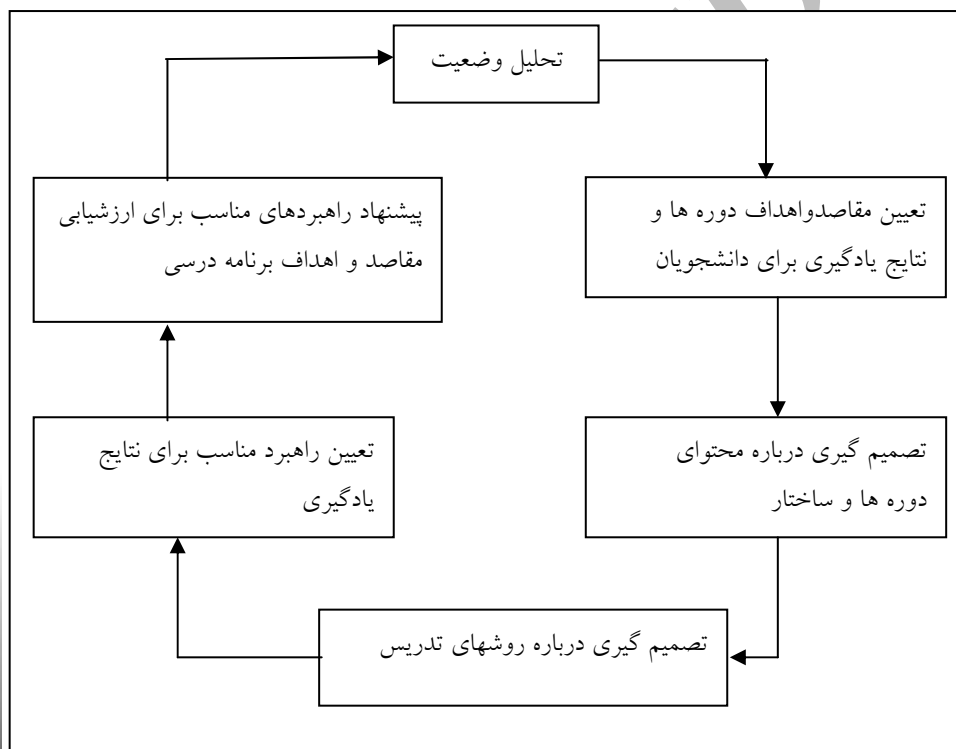 تحلیل وضعیت
تعیین مقاصدواهداف دوره ها و
نتایج یادگیری برای دانشجویان
تصمیم گیری درباره محتوای
دوره ها و ساختار
تصمیم گیری درباره روشهای تدریس
تعیین راهبرد مناسب برای نتایج
یادگیری
پیشنهاد راهبردهای مناسب برای ارزشیابی
مقاصد و اهداف برنامه درسی